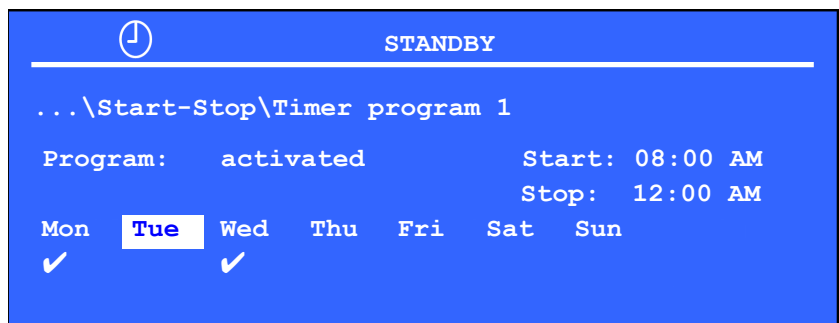 STANDBY
...\Start-Stop\Timer program 1
Program: activated Start: 08:00 AM
Stop: 12:00 AM
Mon Tue Wed Thu Fri Sat Sun
✔ ✔